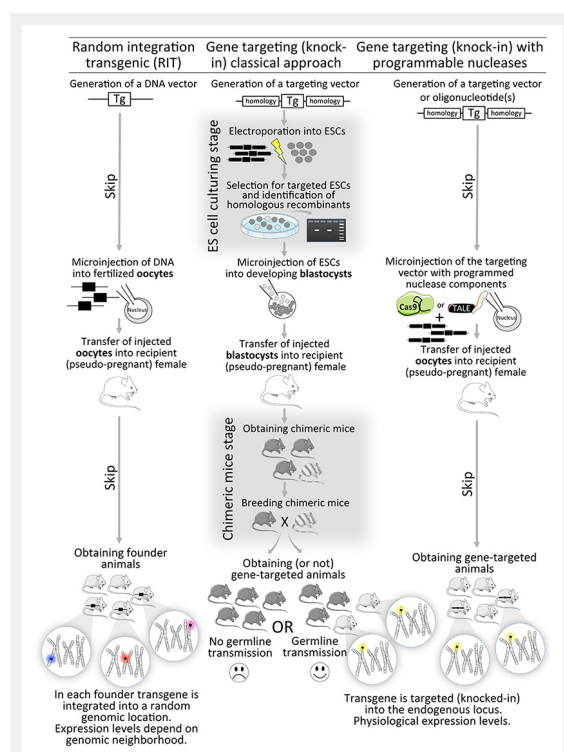 Random integration
transgenic (RIT)
Gene targeting (knock-
in) classical approach
Gene targeting (knock-in) with
programmable nucleases
Generation of a DNA vector
Tg
Skip
Microinjection of DNA
into fertilized oocytes
Nucleus
Transfer of injected
oocytes into recipient
(pseudo-pregnant) female
Skip
Obtaining founder
animals
In each founder transgene is
integrated into a random
genomic location.
Expression levels depend on
genomic neighborhood.
Generation of a targeting vector
homology Tg homology
ES cell culturing stage
Electroporation into ESCs
Selection for targeted ESCs
and identification of
homologous recombinants
Microinjection of ESCs
into developing blastocysts
Transfer of injected
blastocysts into recipient
(pseudo-pregnant) female
Chimeric mice stage
Obtaining chimeric mice
Breeding chimeric mice
X
Obtaining (or not)
gene-targeted animals
OR
No germline
transmission
Germline
transmission
Generation of a targeting vector
or oligonucleotide(s)
homology Tg homology
Skip
Microinjection of the targeting
vector with programmed
nuclease components
Cas9 or TALE
+
Nucleus
Transfer of injected
oocytes into recipient
(pseudo-pregnant) female
Skip
Obtaining gene-targeted
animals
Transgene is targeted (knocked-in)
into the endogenous locus.
Physiological expression levels.